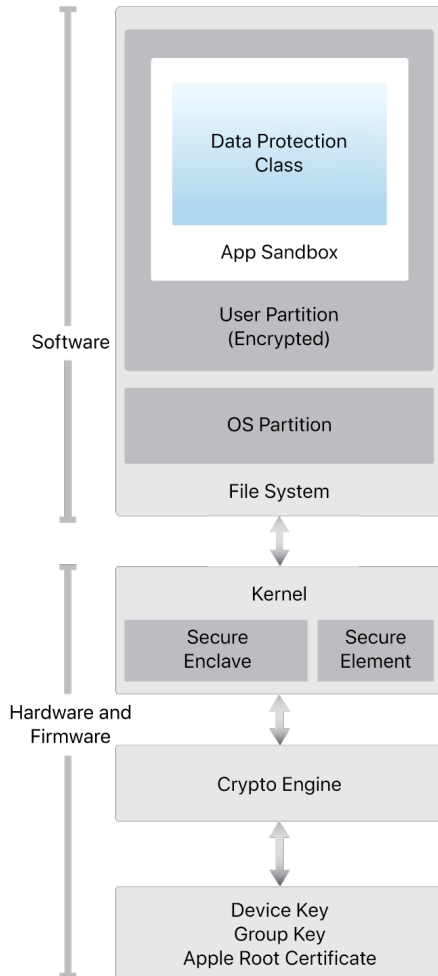 Data Protection
Class
App Sandbox
User Partition
(Encrypted)
Software
OS Partition
File System
Kernel
Secure
Enclave
Secure
Element
Hardware and
Firmware
Crypto Engine
Device Key
Group Key
Apple Root Certificate